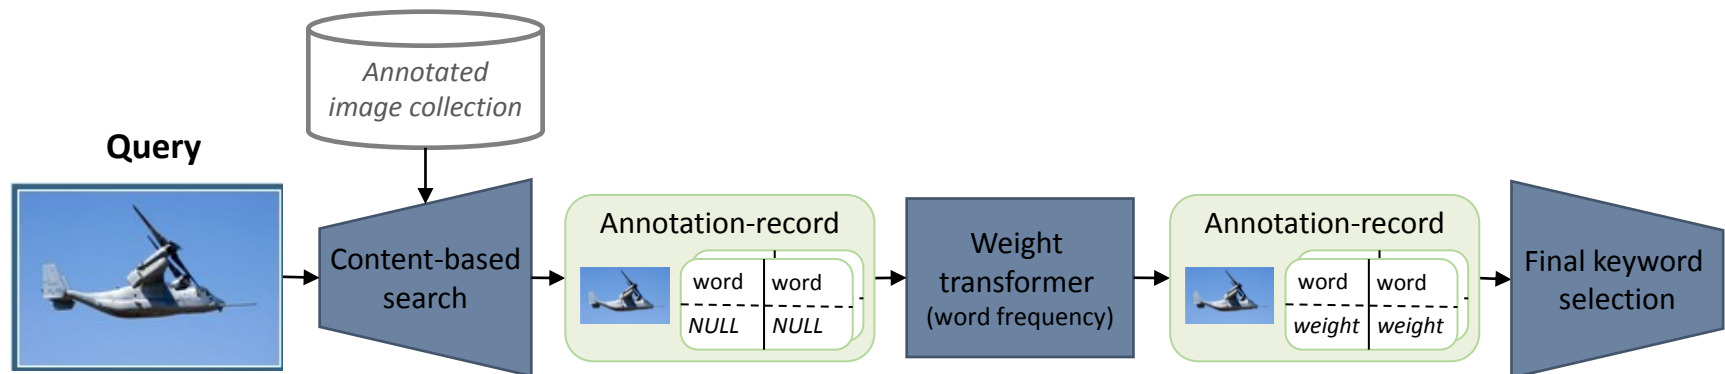 Query
Annotated
image collection
Content-based
search
Annotation-record
word word
NULL NULL
Weight
transformer
(word frequency)
Annotation-record
word word
weight weight
Final keyword
selection